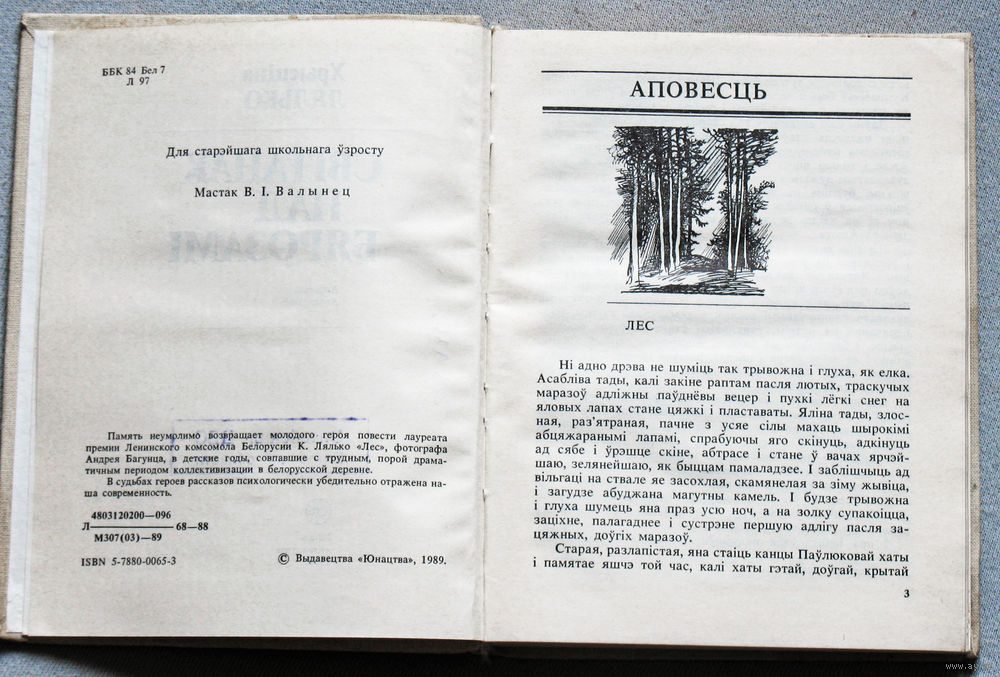 ББК 84 Бел 7
Л 97
Для старэйшага школьнага ўзросту
Мастак В. І. Валынец
Память неумолимо возвращает молодого героя повести лауреата
премии Ленинского комсомола Белорусии К. Лялько «Лес», фотографа
Андрея Багунца, в детские годы, совпавшие с трудным, порой драма-
тичным периодом коллективизации в белорусской деревне.
В судьбах героев рассказов психологически убедительно отражена на-
ша современность.
4803120200—096
Л———————68—88
М307(03)—89
ISBN 5-7880-0065-3
© Выдавецтва «Юнацтва», 1989.
АПОВЕСЦЬ
ЛЕС
Ні адно дрэва не шуміць так трывожна і глуха, як елка.
Асабліва тады, калі закіне раптам пасля лютых, траскучых
маразоў адліжны паўднёвы вецер і пухкі лёгкі снег на
яловых лапах стане цяжкі і пластаваты. Яліна тады, злос-
ная, раз’ятраная, пачне з усяе сілы махаць шырокімі
абцяжаранымі лапамі, спрабуючы яго скінуць, адкінуць
ад сябе і ўрэшце скіне, абтрасе і стане ў вачах ярчэй-
шаю, зелянейшаю, як быццам памаладзее. І заблішчыць ад
вільгаці на ствале яе засохлая, скамянелая за зіму жывіца,
і загудзе абуджана магутны камель. І будзе трывожна
і глуха шумець яна праз усю ноч, а на золку супакоіцца,
заціхне, палагаднее і сустрэне першую адлігу пасля за-
цяжных, доўгіх маразоў.
Старая, разлапістая, яна стаіць канцы Паўлюковай хаты
і памятае яшчэ той час, калі хаты гэтай, доўгай, крытай
3